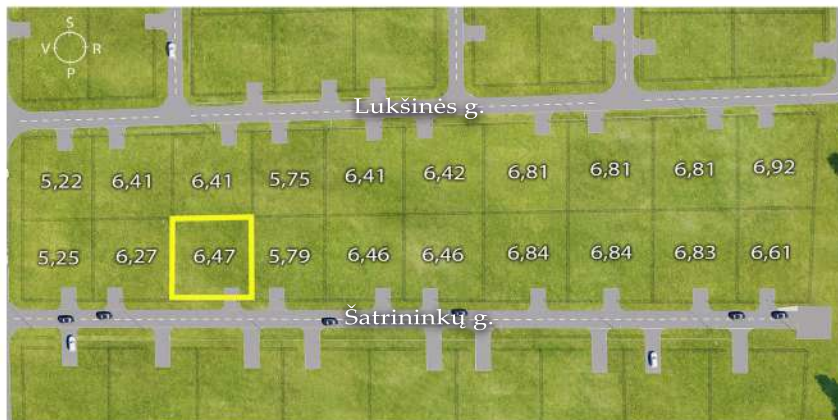 Š
V R
P
Lukšinės g.
5,22 6,41 6,41 5,75 6,41 6,42 6,81 6,81 6,81 6,92
5,25 6,27 6,47 5,79 6,46 6,46 6,84 6,84 6,83 6,61
Šatrininkų g.